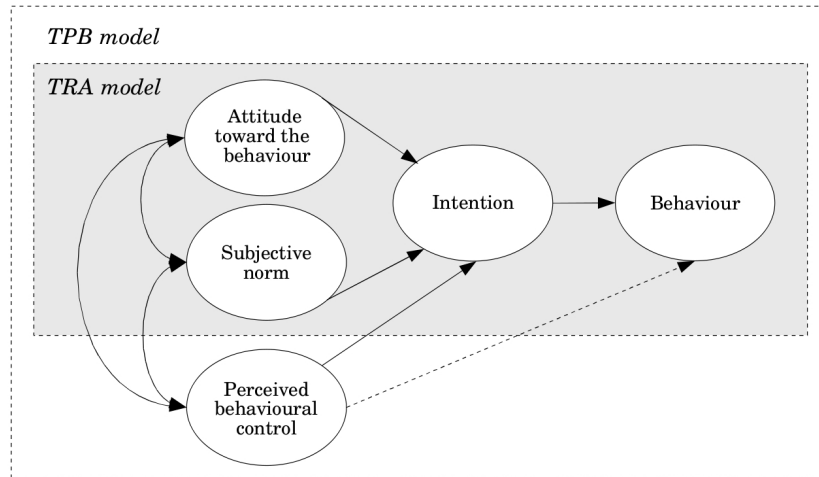 TPB model
TRA model
Attitude
toward the
behaviour
Subjective
norm
Intention
Behaviour
Perceived
behavioural
control